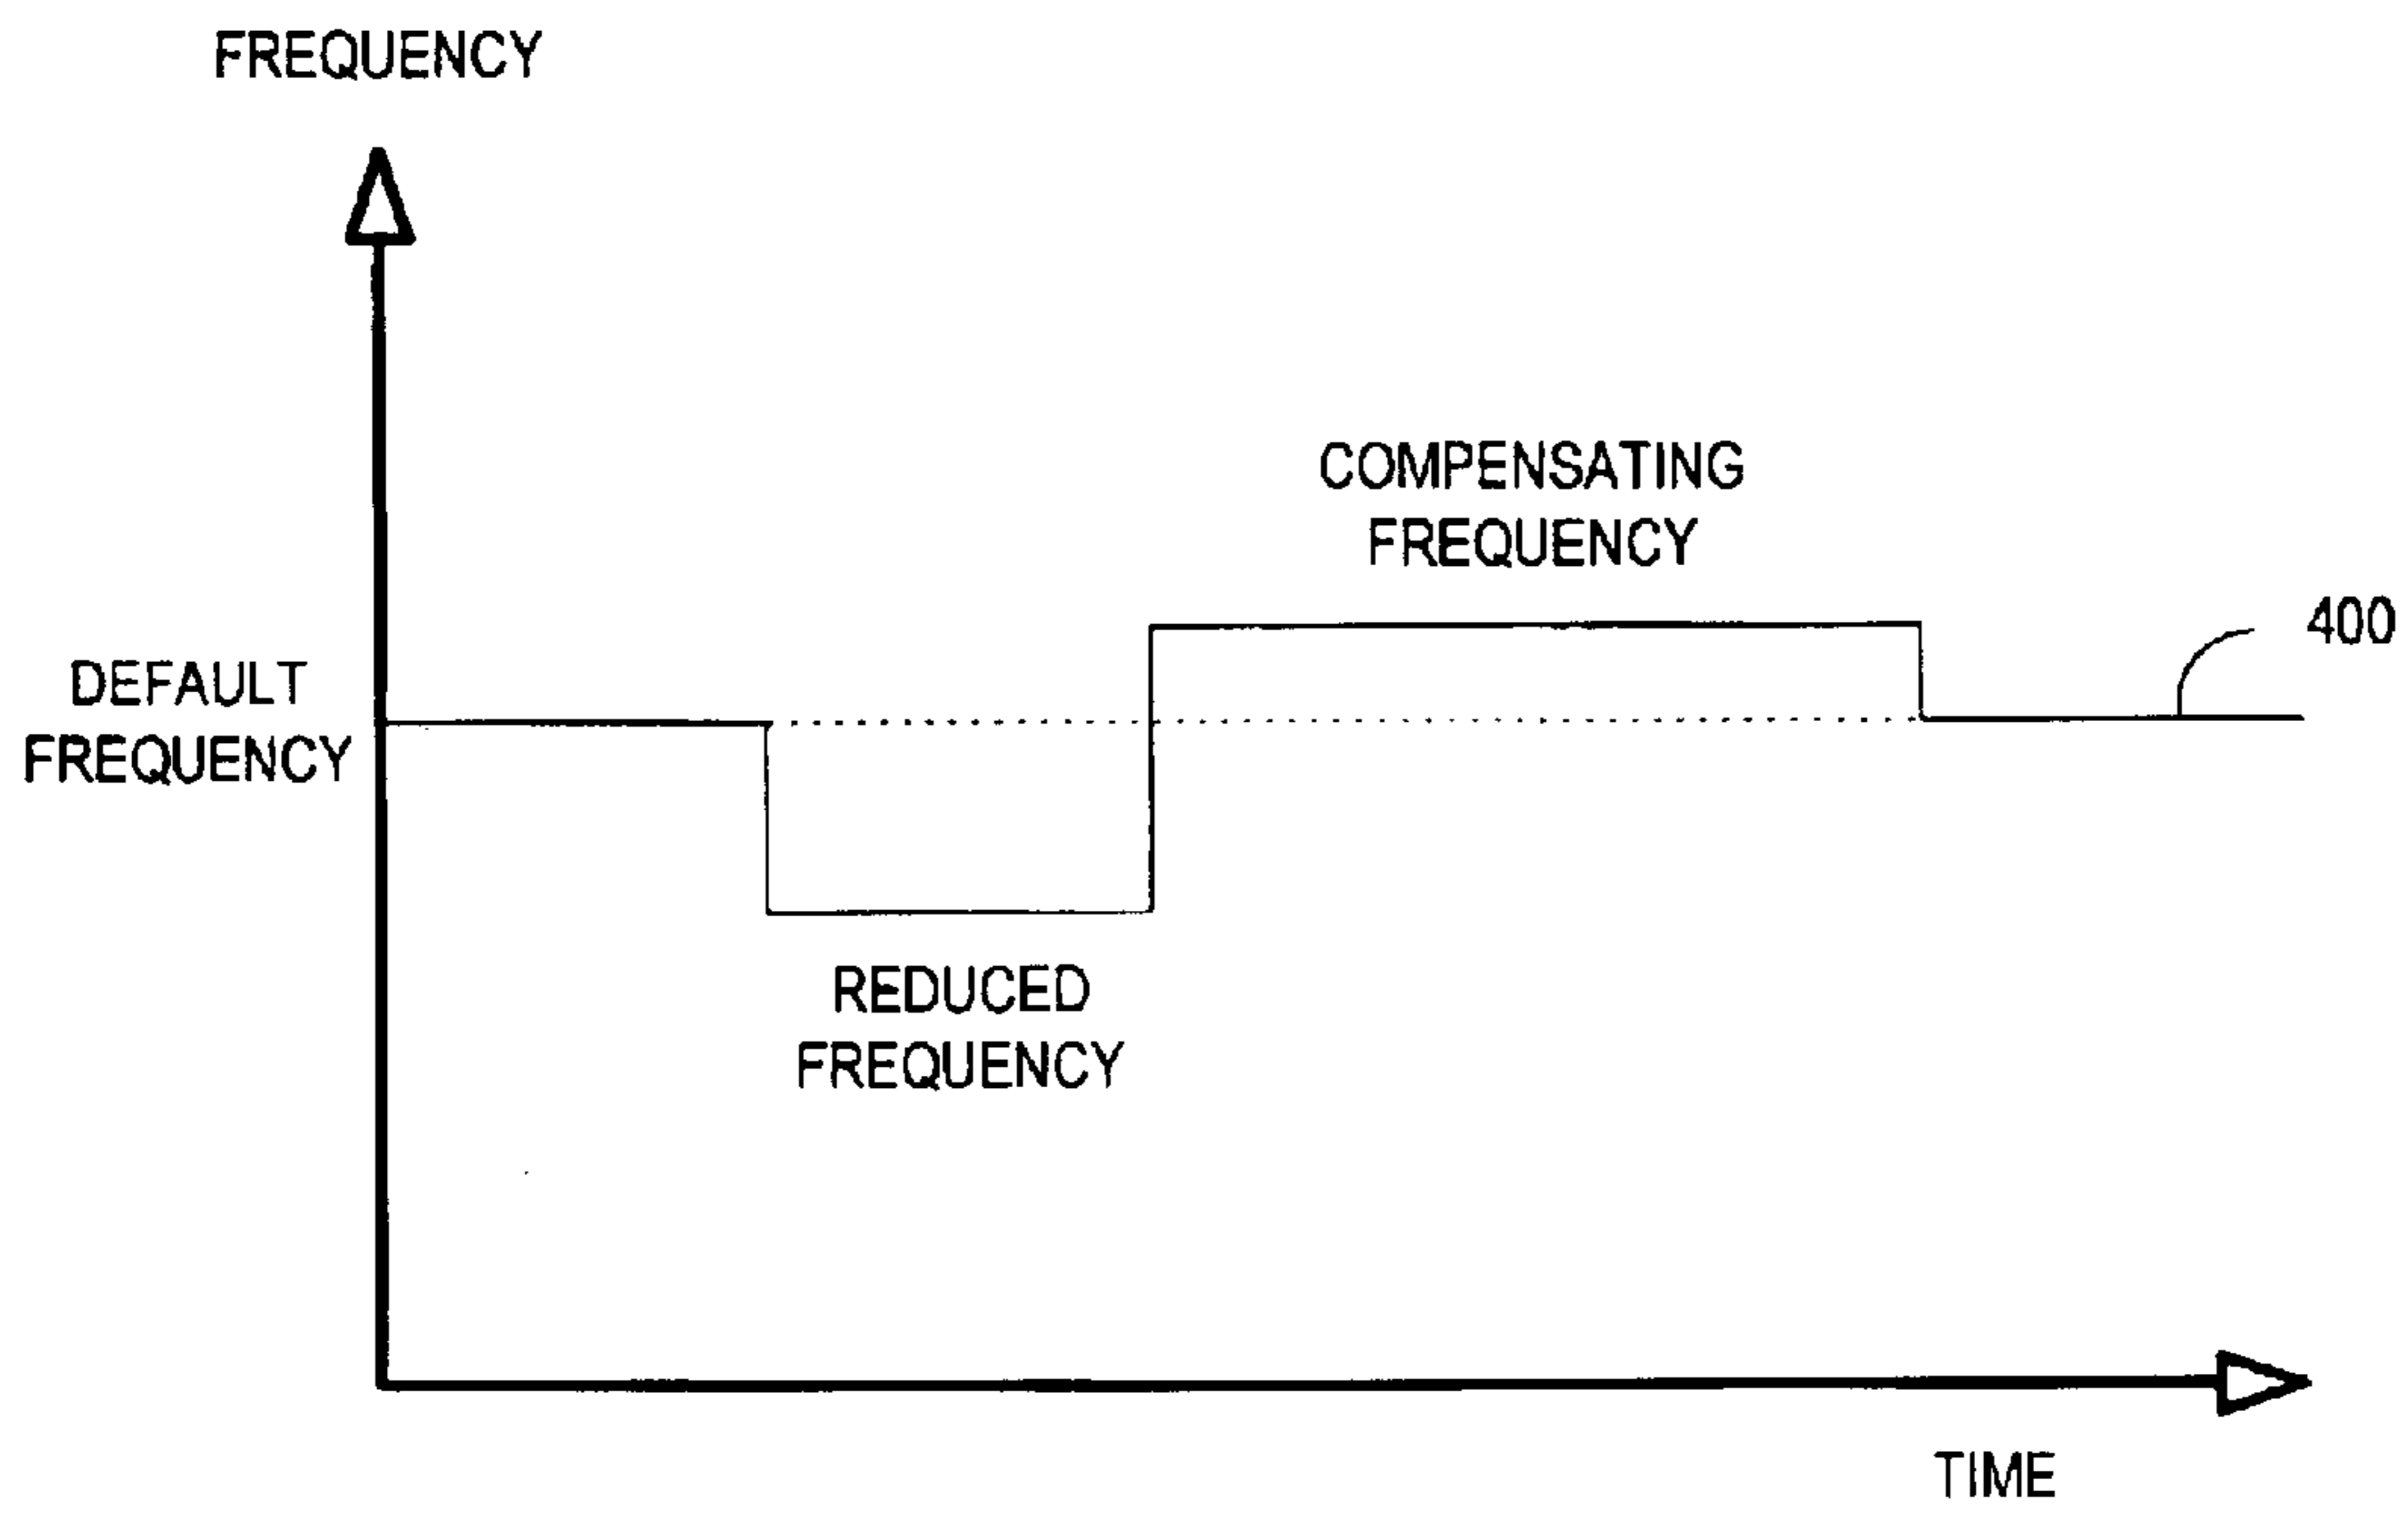 FREQUENCY
COMPENSATING
FREQUENCY
400
DEFAULT
FREQUENCY
REDUCED
FREQUENCY
TIME